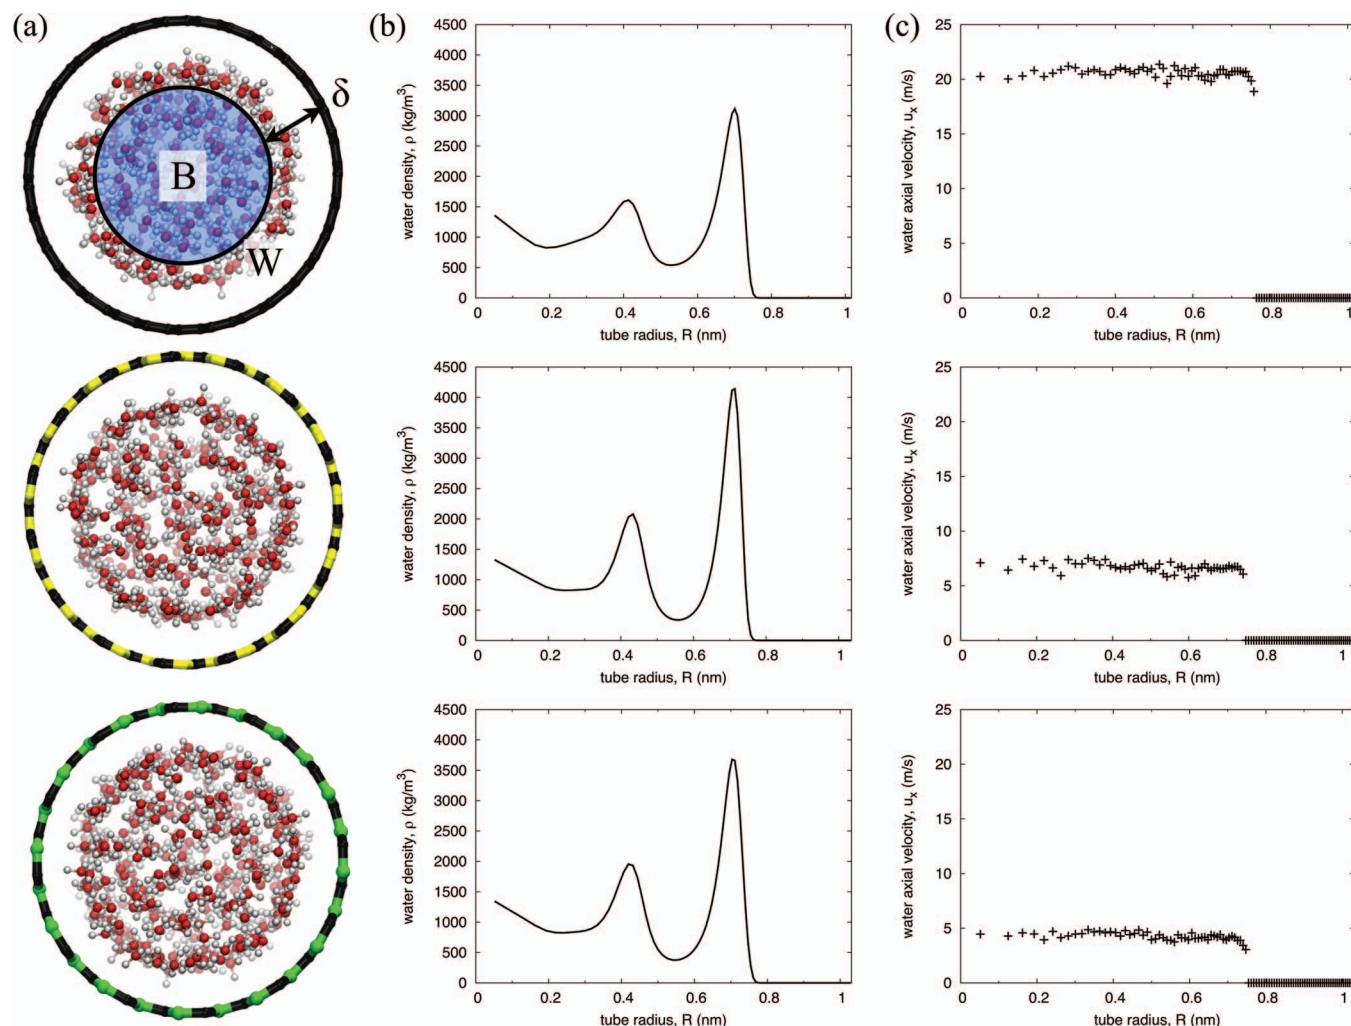 (a)
B
W
δ
(b)
4500
4000
3500
3000
2500
2000
1500
1000
500
0
water density, ρ (kg/m³)
0 0.2 0.4 0.6 0.8 1
tube radius, R (nm)
(c)
25
20
15
10
5
0
water axial velocity, uₓ (m/s)
0 0.2 0.4 0.6 0.8 1
tube radius, R (nm)
4500
4000
3500
3000
2500
2000
1500
1000
500
0
water density, ρ (kg/m³)
0 0.2 0.4 0.6 0.8 1
tube radius, R (nm)
25
20
15
10
5
0
water axial velocity, uₓ (m/s)
0 0.2 0.4 0.6 0.8 1
tube radius, R (nm)
4500
4000
3500
3000
2500
2000
1500
1000
500
0
water density, ρ (kg/m³)
0 0.2 0.4 0.6 0.8 1
tube radius, R (nm)
25
20
15
10
5
0
water axial velocity, uₓ (m/s)
0 0.2 0.4 0.6 0.8 1
tube radius, R (nm)